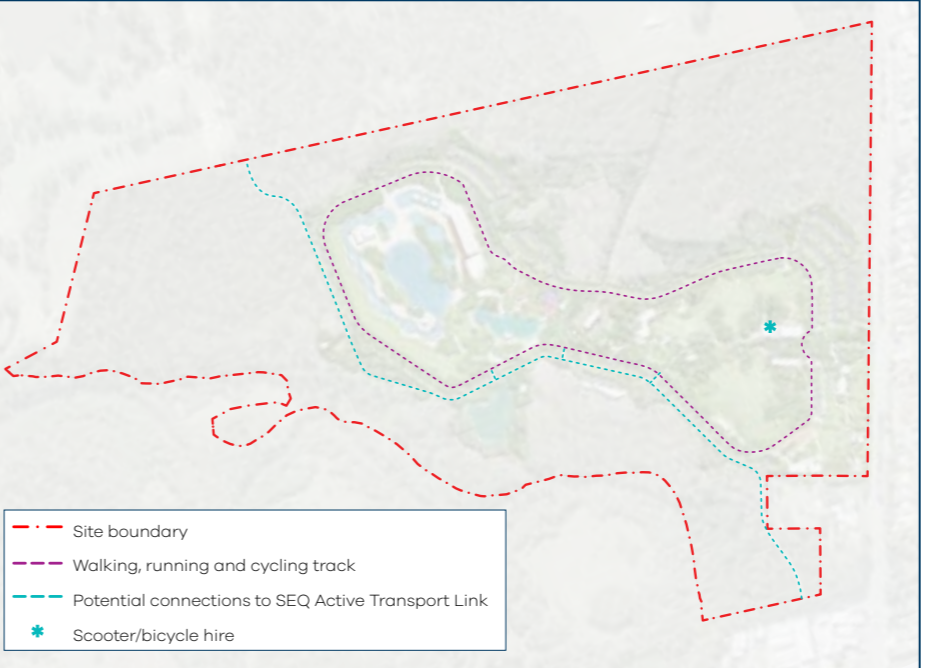 Site boundary
Walking, running and cycling track
Potential connections to SEQ Active Transport Link
Scooter/bicycle hire